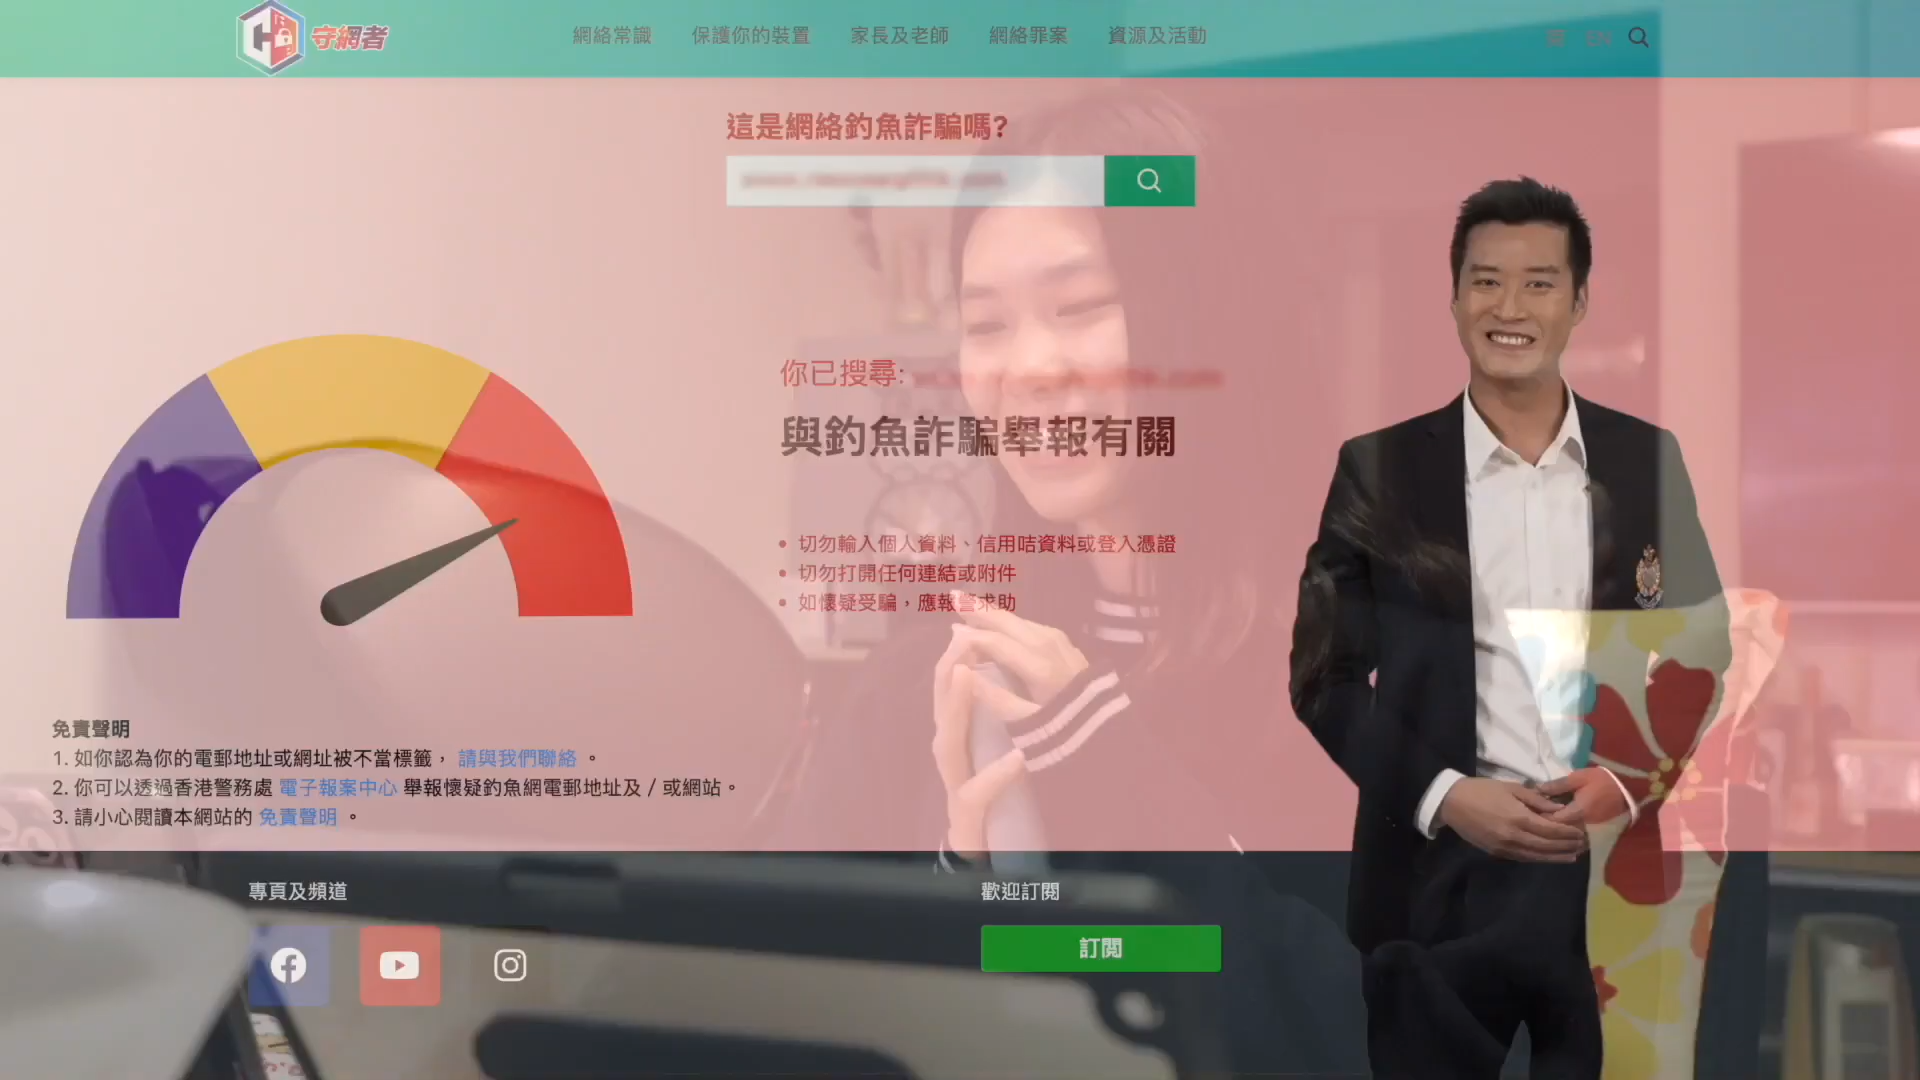 守網者
網絡常識 保護你的裝置 家長及老師 網絡罪案 資源及活動
EN
這是網絡釣魚詐騙嗎?
你已搜尋:
與釣魚詐騙舉報有關
• 切勿輸入個人資料、信用咭資料或登入憑證
• 切勿打開任何連結或附件
• 如懷疑受騙，應報警求助
免責聲明
1. 如你認為你的電郵地址或網址被不當標籤， 請與我們聯絡 。
2. 你可以透過香港警務處 電子報案中心 舉報懷疑釣魚網電郵地址及 / 或網站。
3. 請小心閱讀本網站的 免責聲明 。
專頁及頻道
歡迎訂閱
訂閱